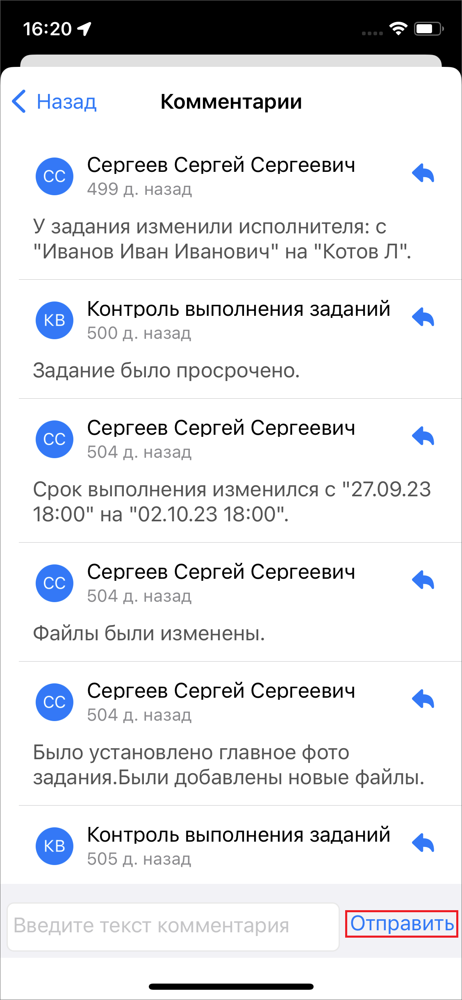 16:20
Назад
Комментарии
СС
Сергеев Сергей Сергеевич
499 д. назад
У задания изменили исполнителя: с
"Иванов Иван Иванович" на "Котов Л".
КВ
Контроль выполнения заданий
500 д. назад
Задание было просрочено.
СС
Сергеев Сергей Сергеевич
504 д. назад
Срок выполнения изменился с "27.09.23
18:00" на "02.10.23 18:00".
СС
Сергеев Сергей Сергеевич
504 д. назад
Файлы были изменены.
СС
Сергеев Сергей Сергеевич
504 д. назад
Было установлено главное фото
задания.Были добавлены новые файлы.
КВ
Контроль выполнения заданий
505 д. назад
Введите текст комментария
Отправить